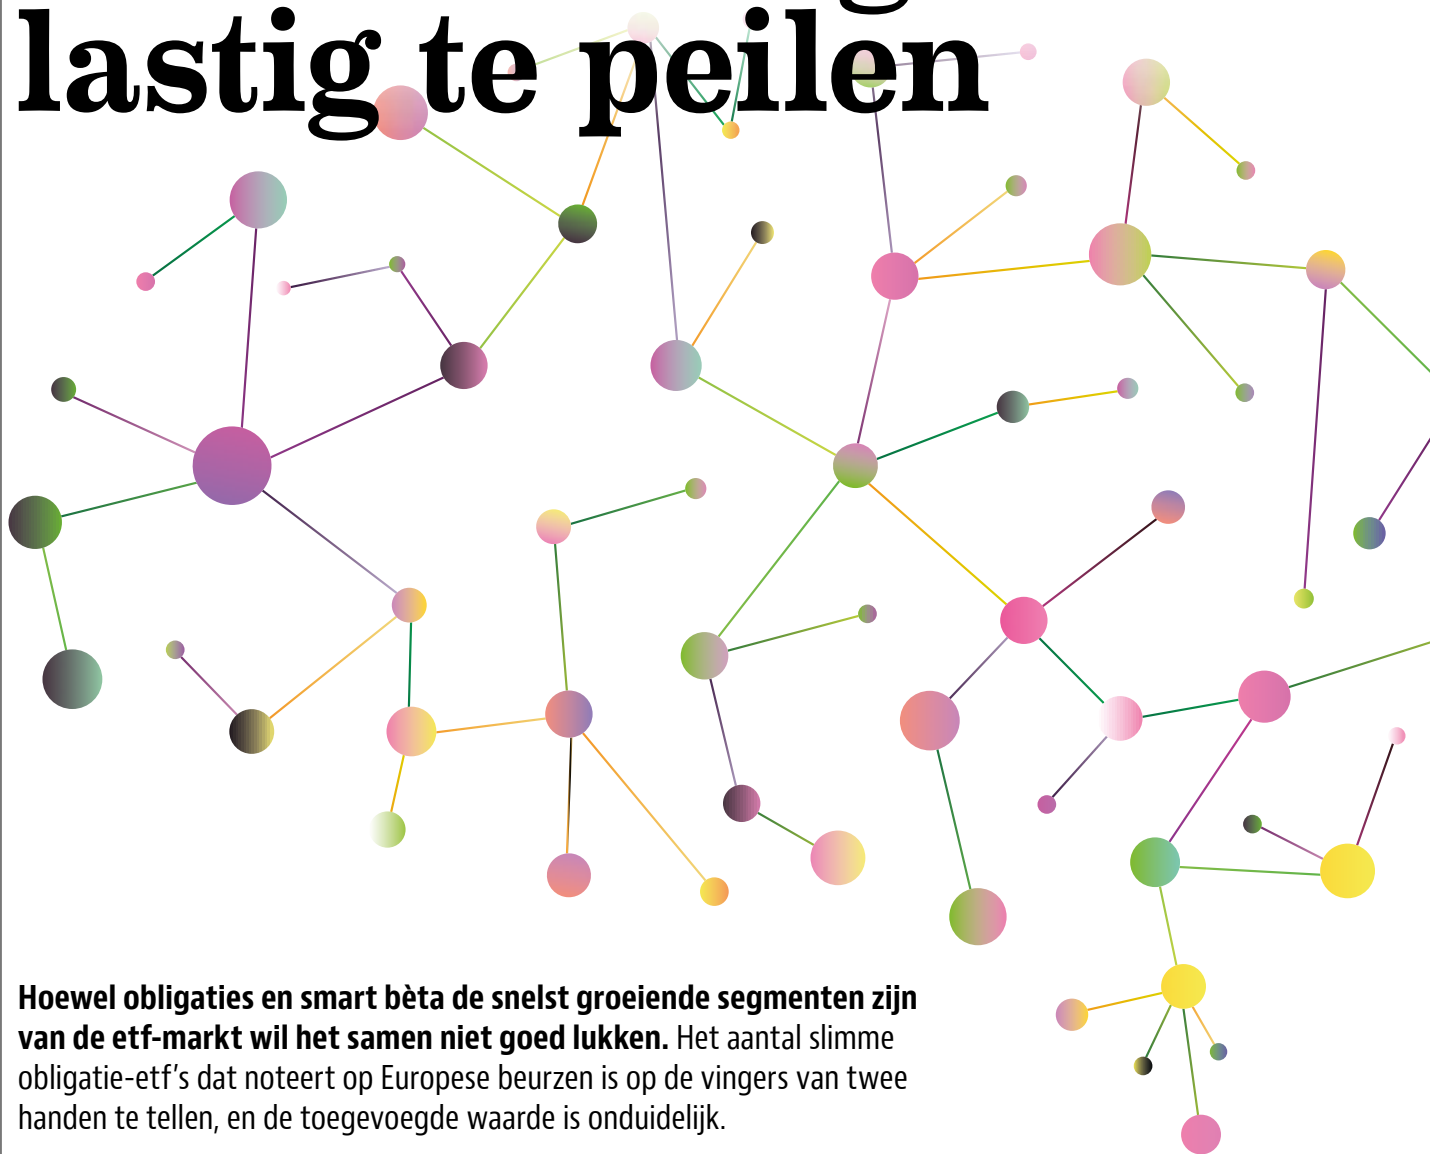 lastig te peilen
Hoewel obligaties en smart bèta de snelst groeiende segmenten zijn
van de etf-markt wil het samen niet goed lukken. Het aantal slimme
obligatie-etf's dat noteert op Europese beurzen is op de vingers van twee
handen te tellen, en de toegevoegde waarde is onduidelijk.